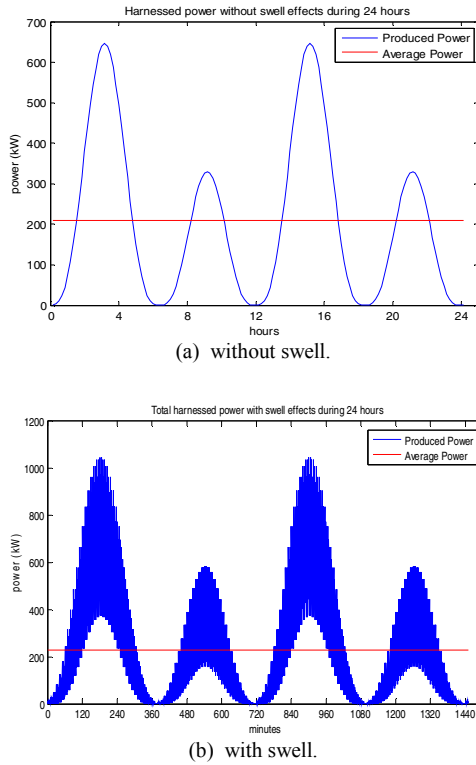 Harnessed power without swell effects during 24 hours
Produced Power
Average Power
power (kW)
700
600
500
400
300
200
100
0
0 4 8 12 16 20 24
hours
(a) without swell.
Total harnessed power with swell effects during 24 hours
Produced Power
Average Power
power (kW)
1200
1000
800
600
400
200
0
0 120 240 360 480 600 720 840 960 1080 1200 1320 1440
minutes
(b) with swell.